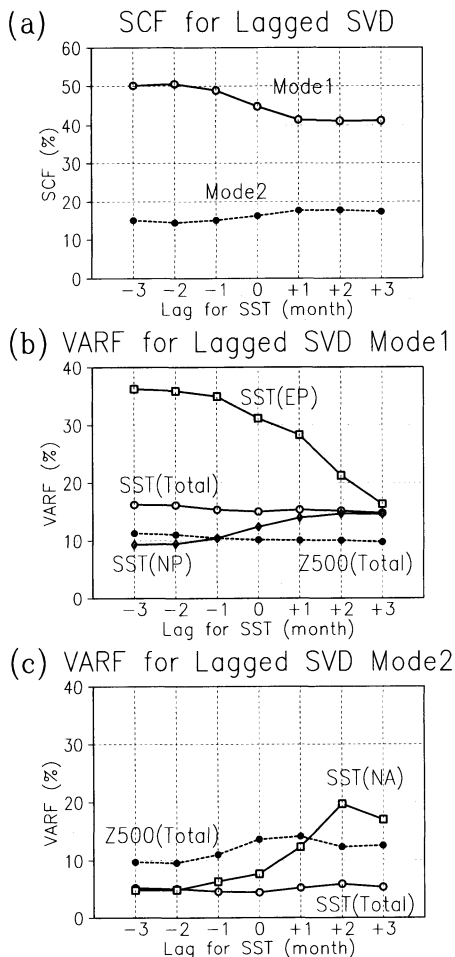 (a) SCF for Lagged SVD
60
50
40
30
20
10
0
SCF (%)
Mode1
Mode2
-3 -2 -1 0 +1 +2 +3
Lag for SST (month)
(b) VARF for Lagged SVD Mode1
40
30
20
10
0
VARF (%)
SST(EP)
SST(Total)
SST(NP)
Z500(Total)
-3 -2 -1 0 +1 +2 +3
Lag for SST (month)
(c) VARF for Lagged SVD Mode2
40
30
20
10
0
VARF (%)
SST(NA)
Z500(Total)
SST(Total)
-3 -2 -1 0 +1 +2 +3
Lag for SST (month)